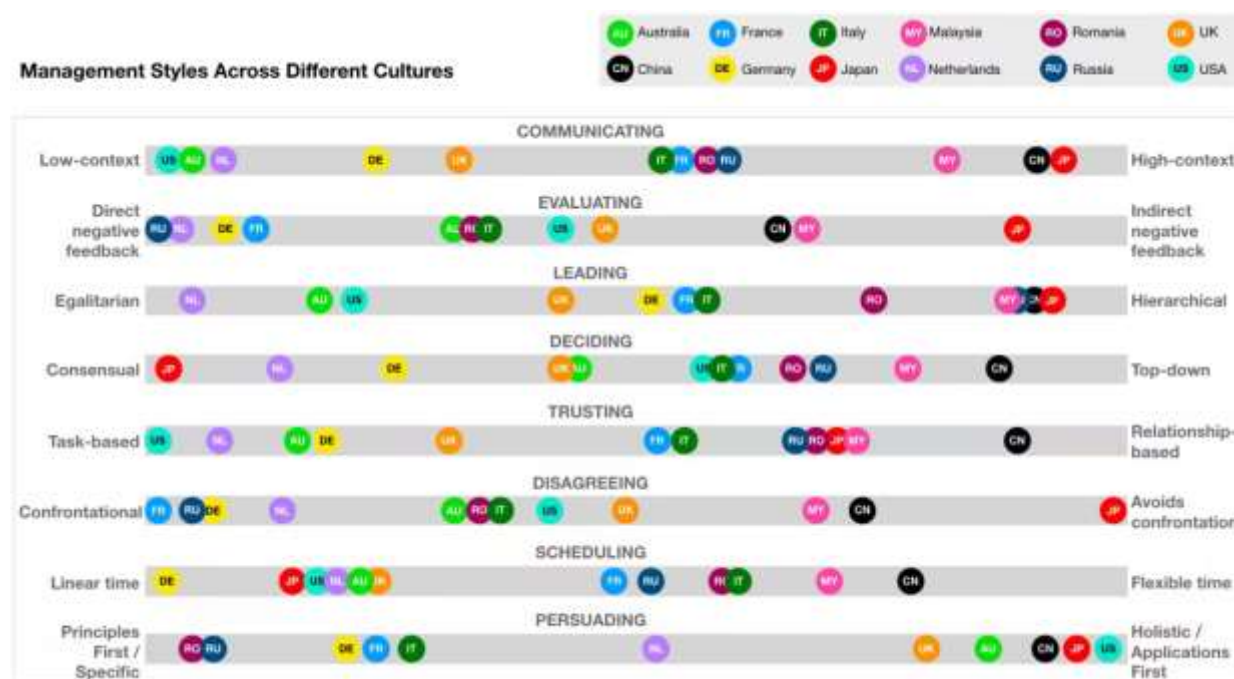 AU Australia FR France IT Italy MY Malaysia RO Romania UK UK
Management Styles Across Different Cultures
CN China DE Germany JP Japan NL Netherlands RU Russia US USA
COMMUNICATING
Low-context US AU NL DE UK IT FR RO RU MY CN JP High-context
EVALUATING
Direct
negative
feedback
RU NL DE FR AU RO IT US UK CN MY JP
Indirect
negative
feedback
LEADING
Egalitarian NL AU US UK DE FR IT RO MY CN JP Hierarchical
DECIDING
Consensual JP NL DE UK AU US IT FR RO RU MY CN Top-down
TRUSTING
Task-based US NL AU DE UK FR IT RU RO JP MY CN Relationship-
based
DISAGREEING
Confrontational FR RU DE NL AU RO IT US UK MY CN JP Avoids
confrontation
SCHEDULING
Linear time DE JP US NL AU UK FR RU RO IT MY CN Flexible time
PERSUADING
Principles
First /
Specific
RO RU DE FR IT NL UK AU CN JP US
Holistic /
Applications
First